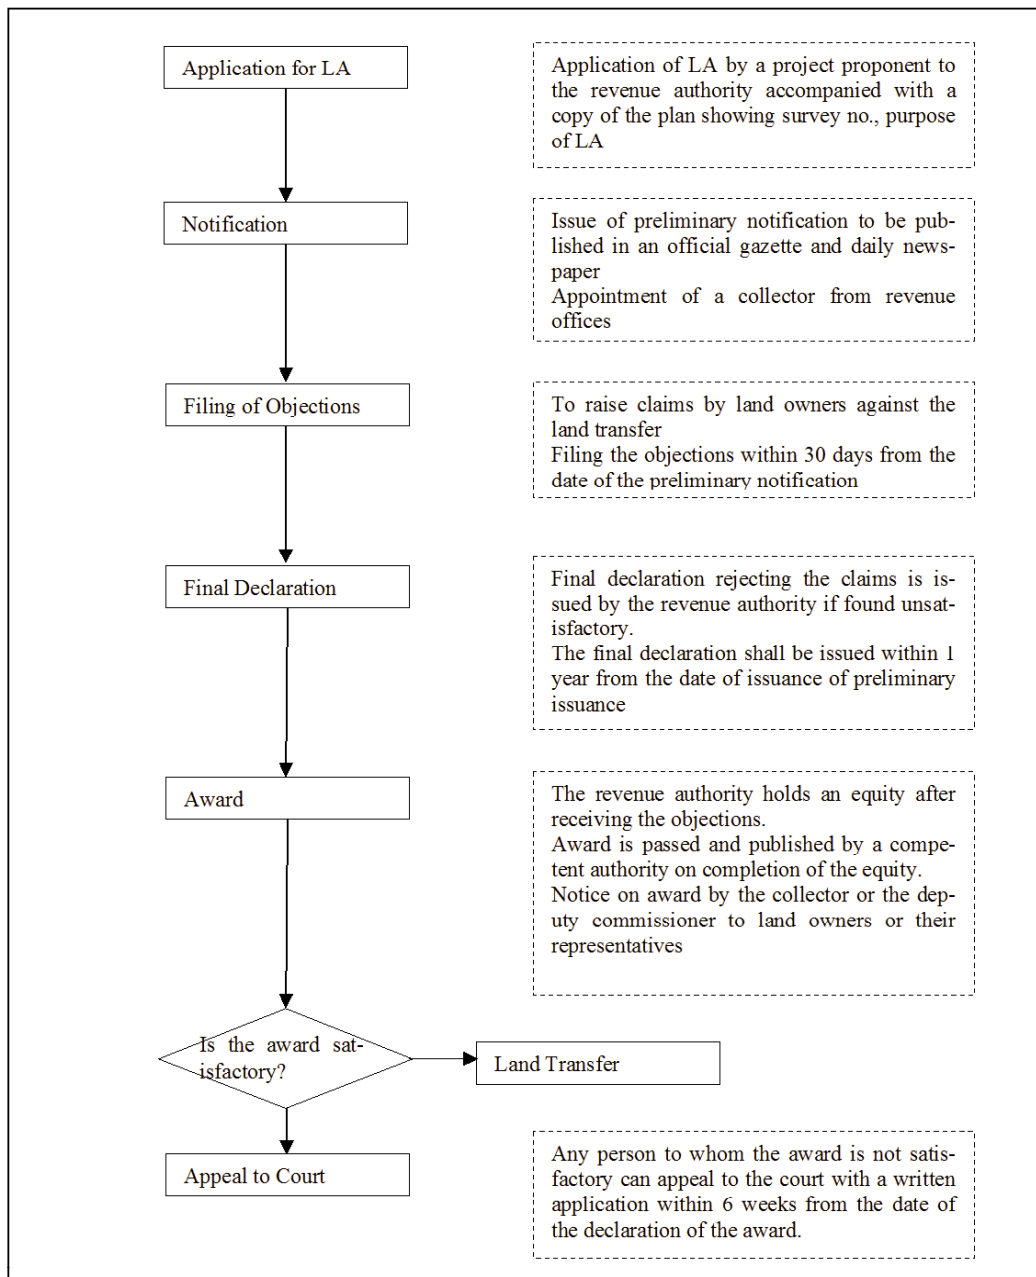 Application for LA
Application of LA by a project proponent to
the revenue authority accompanied with a
copy of the plan showing survey no., purpose
of LA
Notification
Issue of preliminary notification to be pub-
lished in an official gazette and daily news-
paper
Appointment of a collector from revenue
offices
Filing of Objections
To raise claims by land owners against the
land transfer
Filing the objections within 30 days from the
date of the preliminary notification
Final Declaration
Final declaration rejecting the claims is is-
sued by the revenue authority if found unsat-
isfactory.
The final declaration shall be issued within 1
year from the date of issuance of preliminary
issuance
Award
The revenue authority holds an equity after
receiving the objections.
Award is passed and published by a compe-
tent authority on completion of the equity.
Notice on award by the collector or the dep-
uty commissioner to land owners or their
representatives
Is the award sat-
isfactory?
Land Transfer
Appeal to Court
Any person to whom the award is not satis-
factory can appeal to the court with a written
application within 6 weeks from the date of
the declaration of the award.